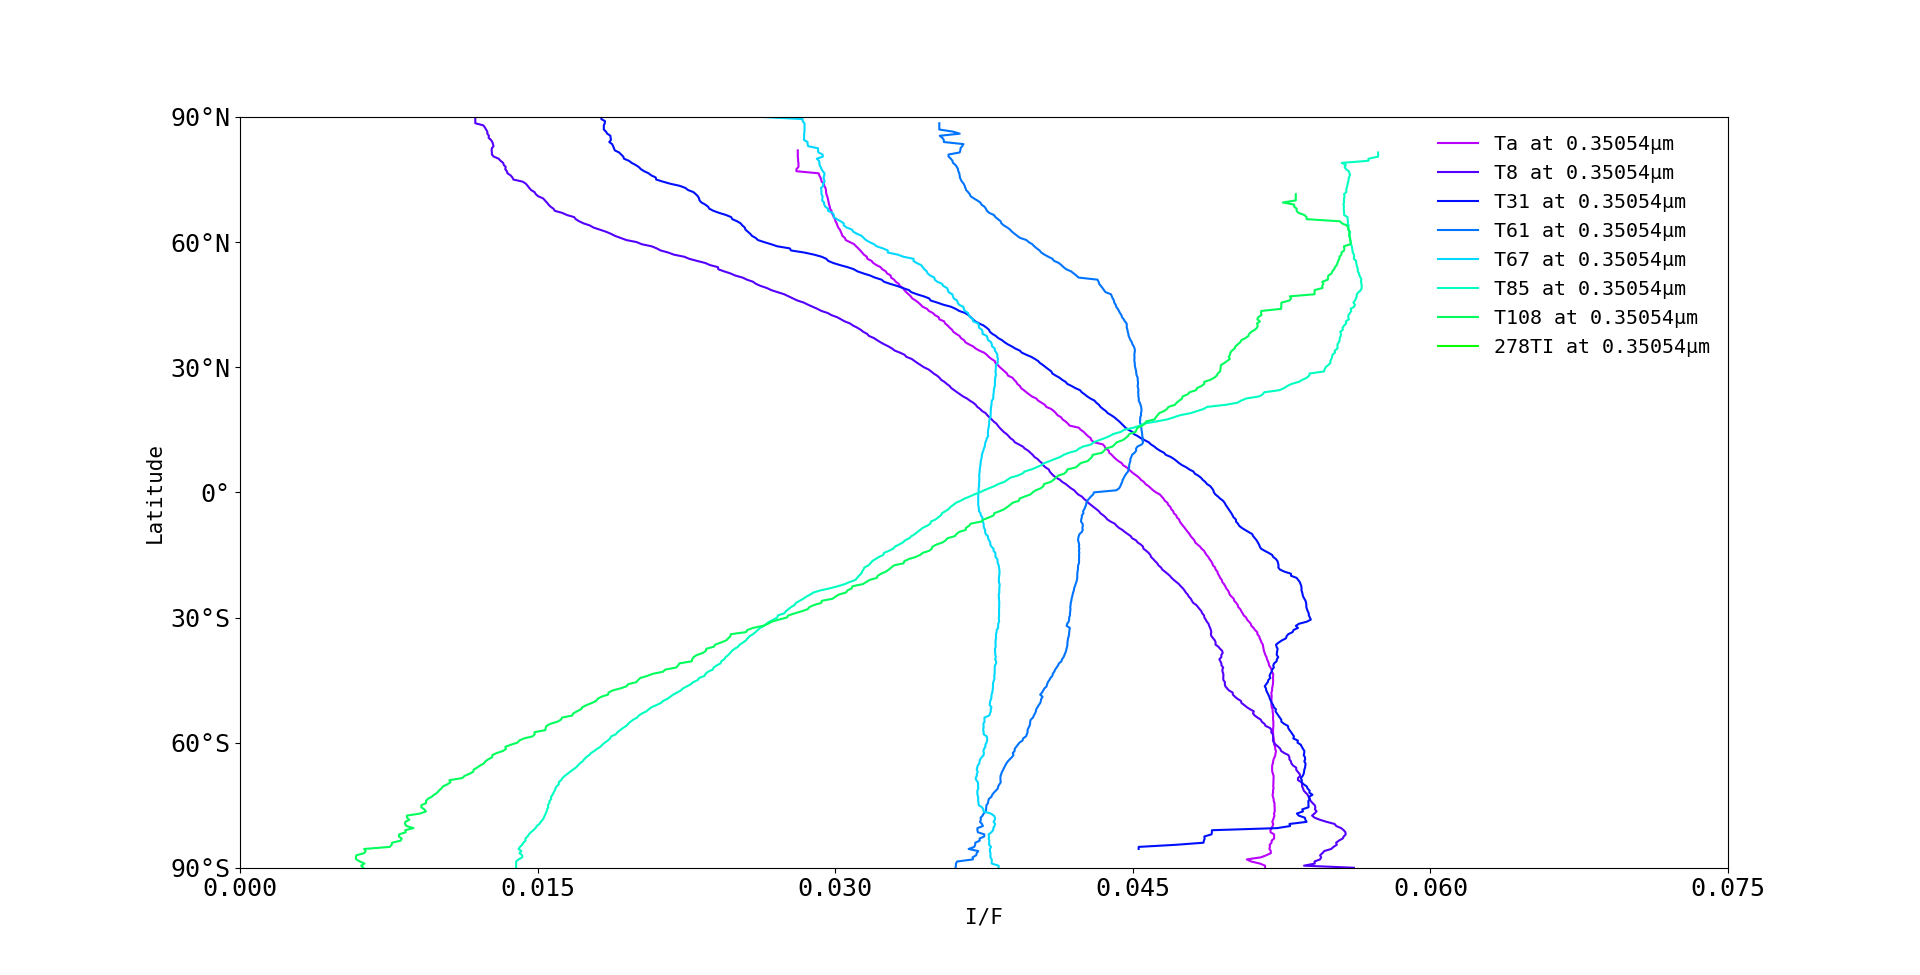 90°N
60°N
30°N
0°
30°S
60°S
90°S
Latitude
0.000 0.015 0.030 0.045 0.060 0.075
I/F
Ta at 0.35054μm
T8 at 0.35054μm
T31 at 0.35054μm
T61 at 0.35054μm
T67 at 0.35054μm
T85 at 0.35054μm
T108 at 0.35054μm
278TI at 0.35054μm